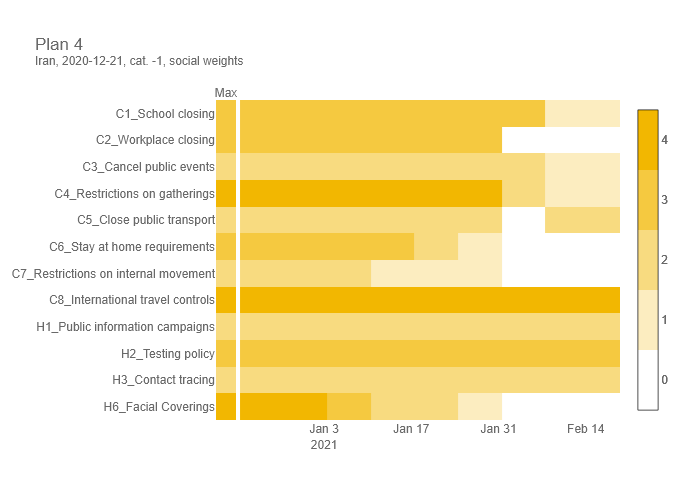 Plan 4
Iran, 2020-12-21, cat. -1, social weights
Max
C1_School closing
C2_Workplace closing
C3_Cancel public events
C4_Restrictions on gatherings
C5_Close public transport
C6_Stay at home requirements
C7_Restrictions on internal movement
C8_International travel controls
H1_Public information campaigns
H2_Testing policy
H3_Contact tracing
H6_Facial Coverings
Jan 3 Jan 17 Jan 31 Feb 14
2021
4
3
2
1
0